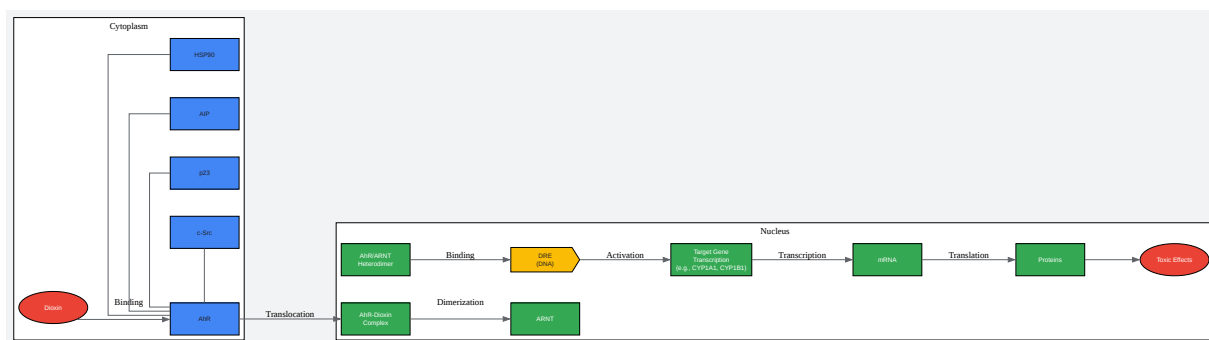 Cytoplasm
HSP90
AIP
p23
c-Src
Dioxin
Binding
AhR
Translocation
Nucleus
AhR/ARNT
Heterodimer
Binding
DRE
(DNA)
Activation
Target Gene
Transcription
(e.g., CYP1A1, CYP1B1)
Transcription
mRNA
Translation
Proteins
Toxic Effects
AhR-Dioxin
Complex
Dimerization
ARNT